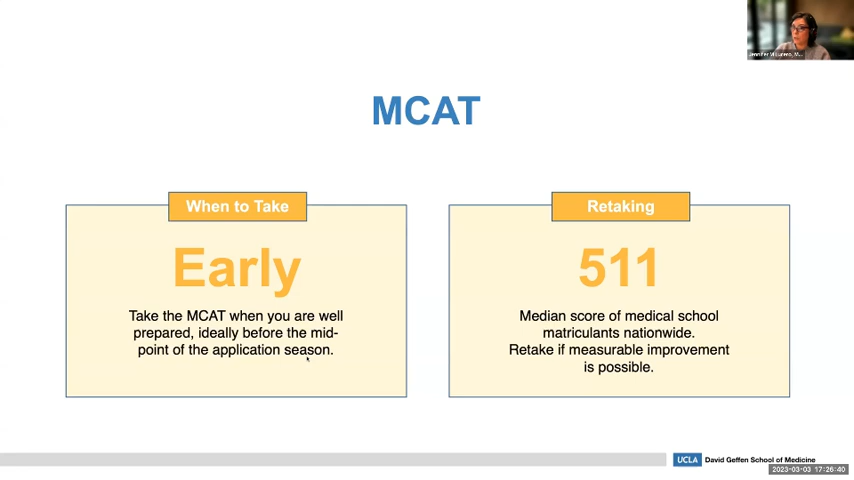 Jennifer
MCAT
When to Take
Early
Take the MCAT when you are well
prepared, ideally before the mid-
point of the application season.
Retaking
511
Median score of medical school
matriculants nationwide.
Retake if measurable improvement
is possible.
UCLA David Geffen School of Medicine
2023-03-03 17:26:40